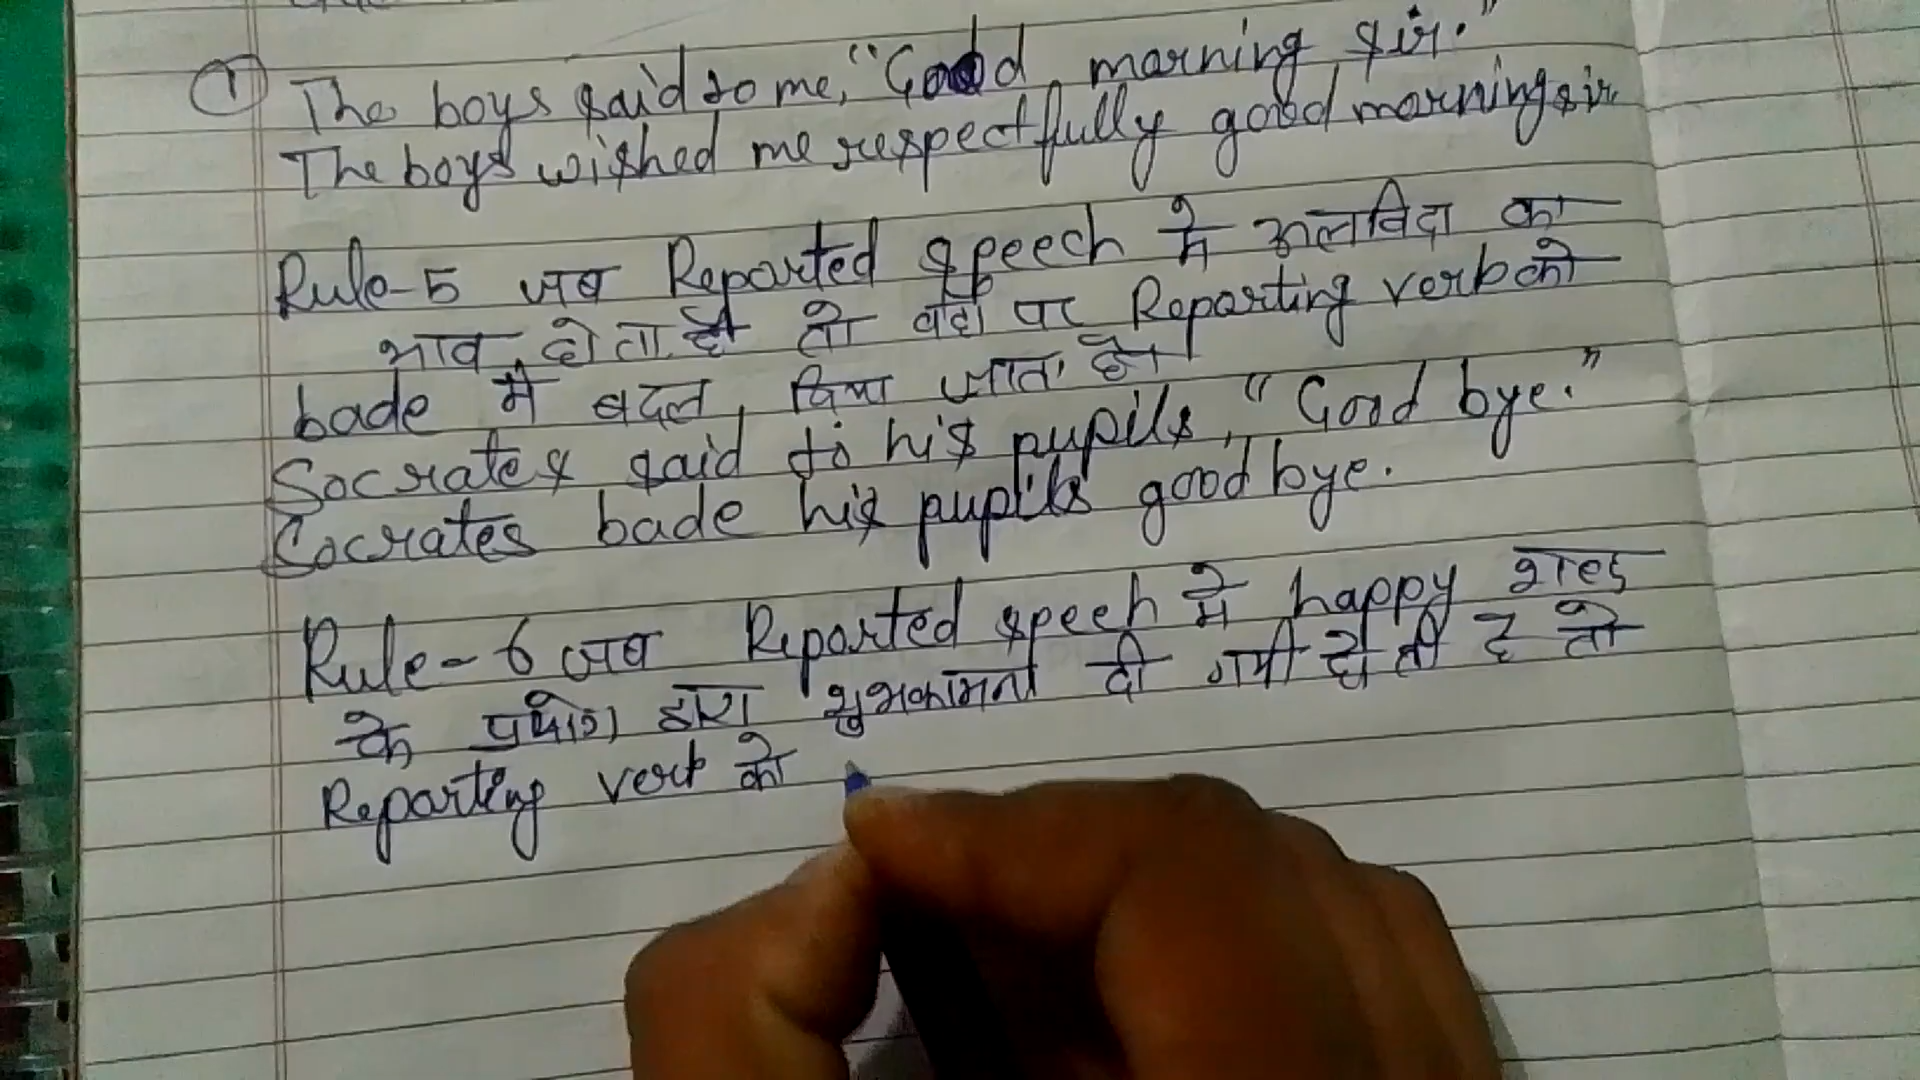 ① The boys said to me, "Good morning sir."
The boys wished me respectfully good morning sir.
Rule-5 जब Reported speech मे अलविदा का
भाव होता है तो वहाँ पर Reporting verb को
bade मे बदल दिया जाता है।
Socrates said to his pupils, "Good bye."
Socrates bade his pupils good bye.
Rule-6 जब Reported speech मे happy शब्द
के प्रयोग द्वारा शुभकामना दी गयी होती है तो
Reporting verb को